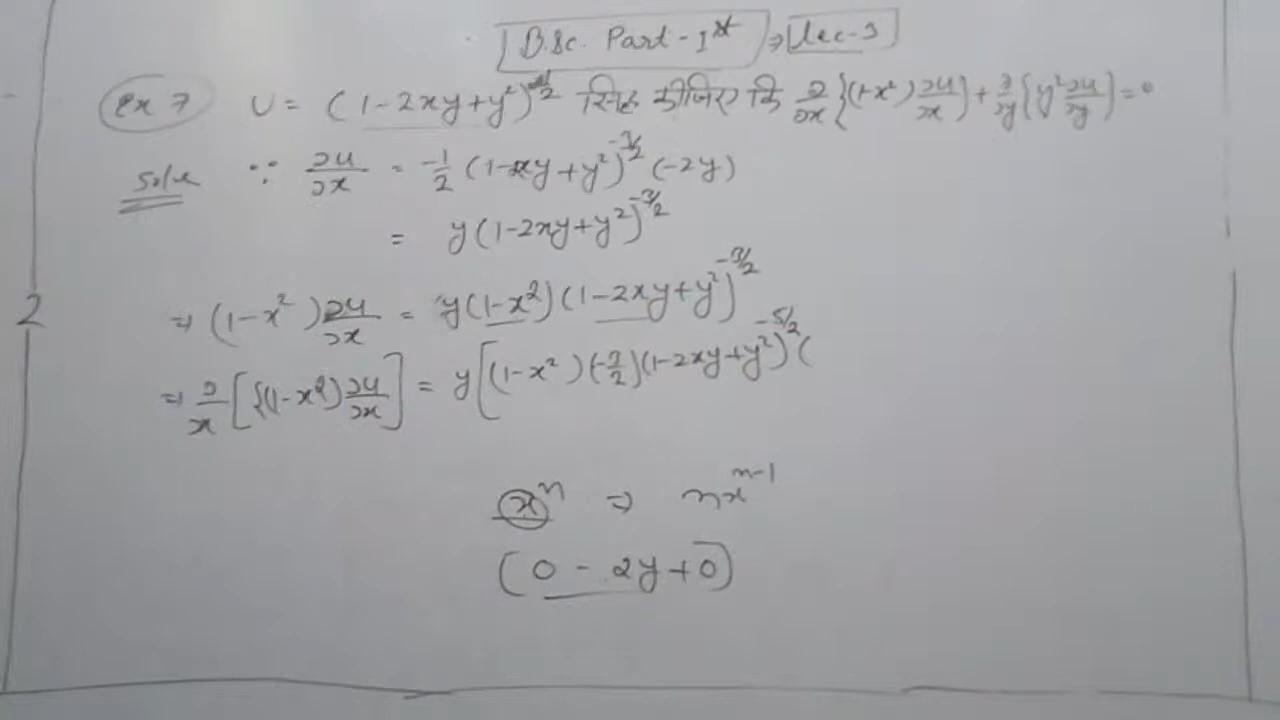 B.Sc. Part-Ist ⇒ Lec-3
Ex 7 U = (1-2xy+y²)^-1/2 सिद्ध कीजिए कि ∂/∂x{(1-x²)∂u/∂x}+∂/∂y{y²∂u/∂y}=0
Solve ∵ ∂u/∂x = -1/2 (1-2xy+y²)^-3/2 (-2y)
= y(1-2xy+y²)^-3/2
⇒ (1-x²)∂u/∂x = y(1-x²)(1-2xy+y²)^-3/2
⇒ ∂/x[{(1-x²)∂u/∂x] = y[(1-x²)(-3/2)(1-2xy+y²)^-5/2(
2
x^n ⇒ nx^n-1
(0-2y+0)